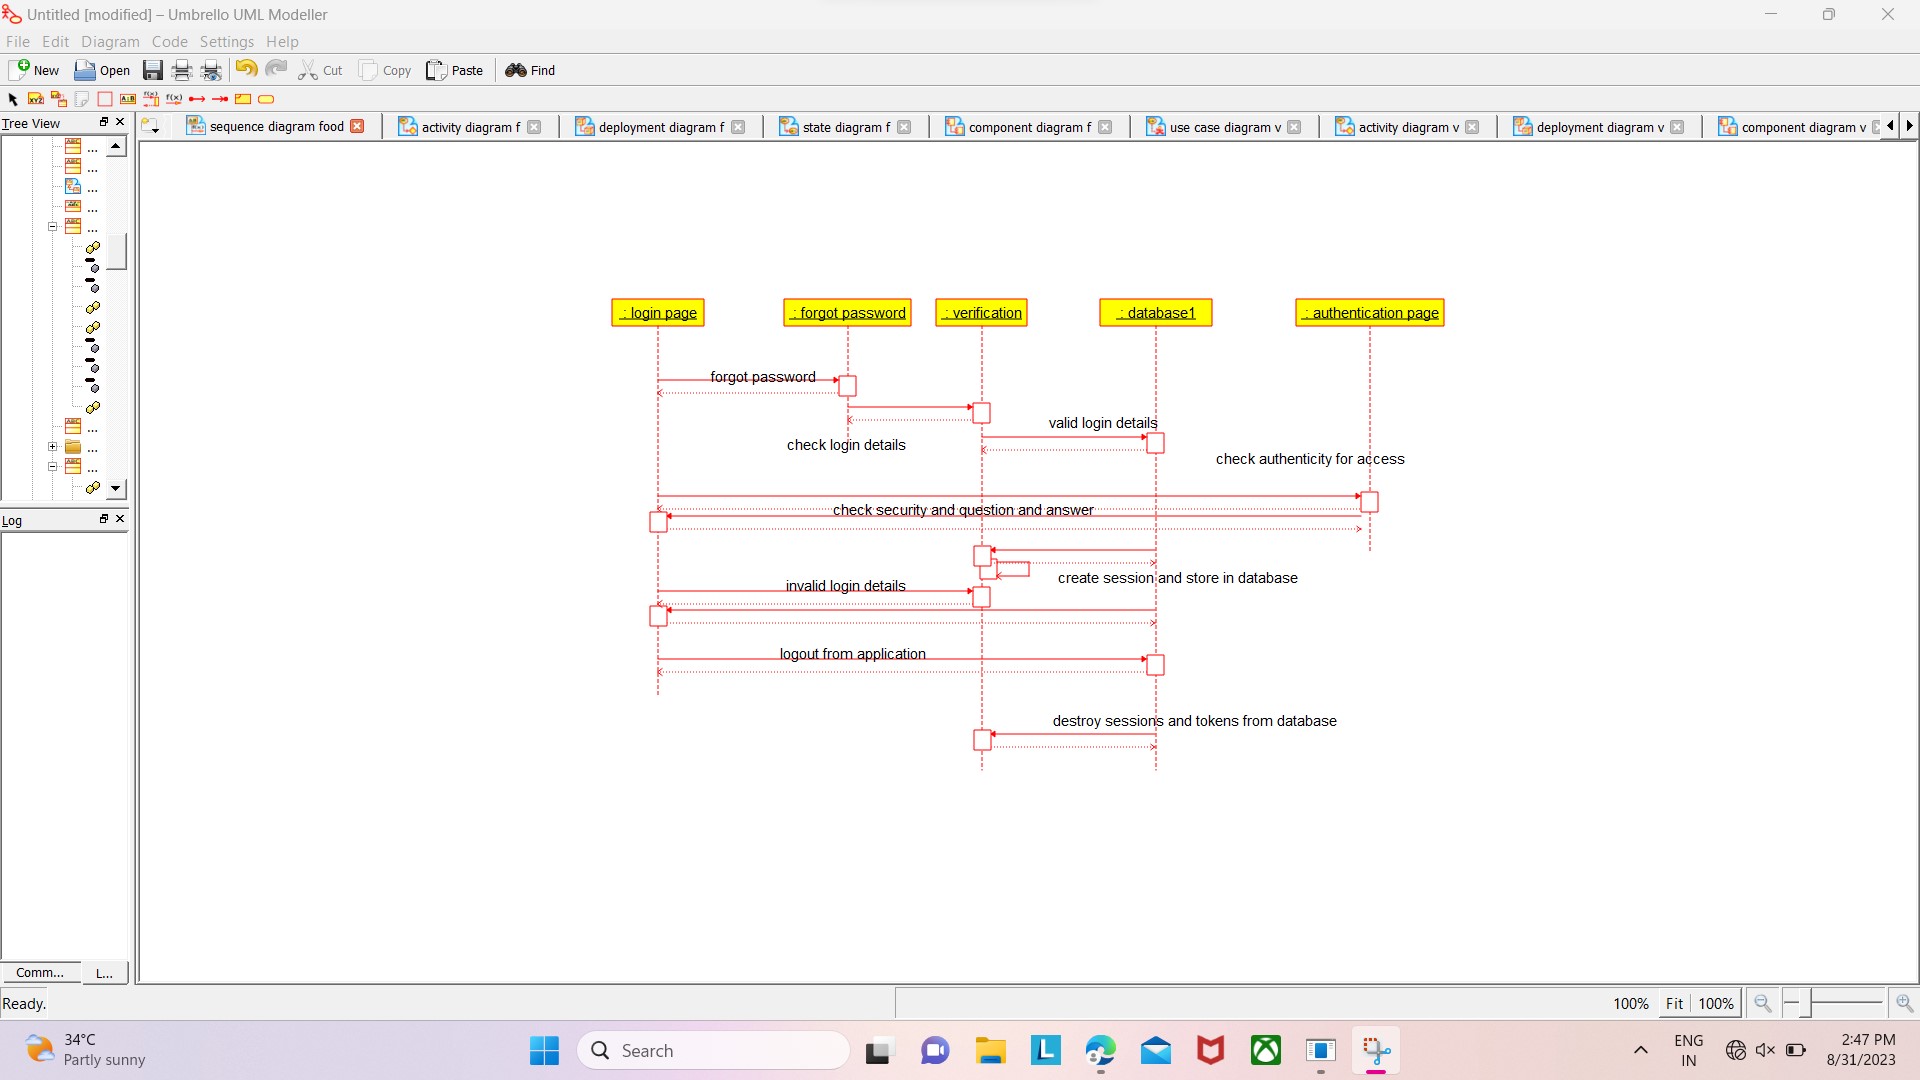 Untitled [modified] – Umbrello UML Modeller
File Edit Diagram Code Settings Help
New Open Cut Copy Paste Find
Tree View
sequence diagram food activity diagram f deployment diagram f state diagram f component diagram f use case diagram v activity diagram v deployment diagram v component diagram v
...
...
...
...
...
...
...
...
Log
: login page : forgot password : verification : database1 : authentication page
forgot password
valid login details
check login details
check authenticity for access
check security and question and answer
create session and store in database
invalid login details
logout from application
destroy sessions and tokens from database
Comm... L...
Ready. 100% Fit 100%
34°C
Partly sunny
Search
ENG
IN
2:47 PM
8/31/2023